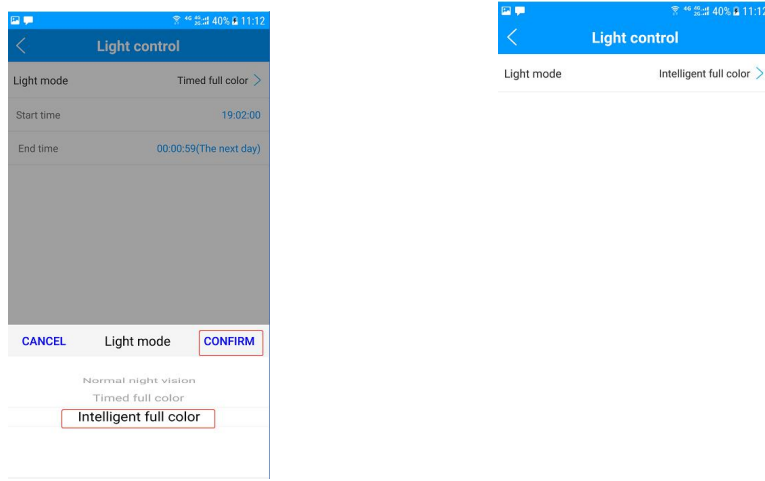 40% 11:12
Light control
Light mode Timed full color
Start time 19:02:00
End time 00:00:59(The next day)
CANCEL Light mode CONFIRM
Normal night vision
Timed full color
Intelligent full color
40% 11:12
Light control
Light mode Intelligent full color